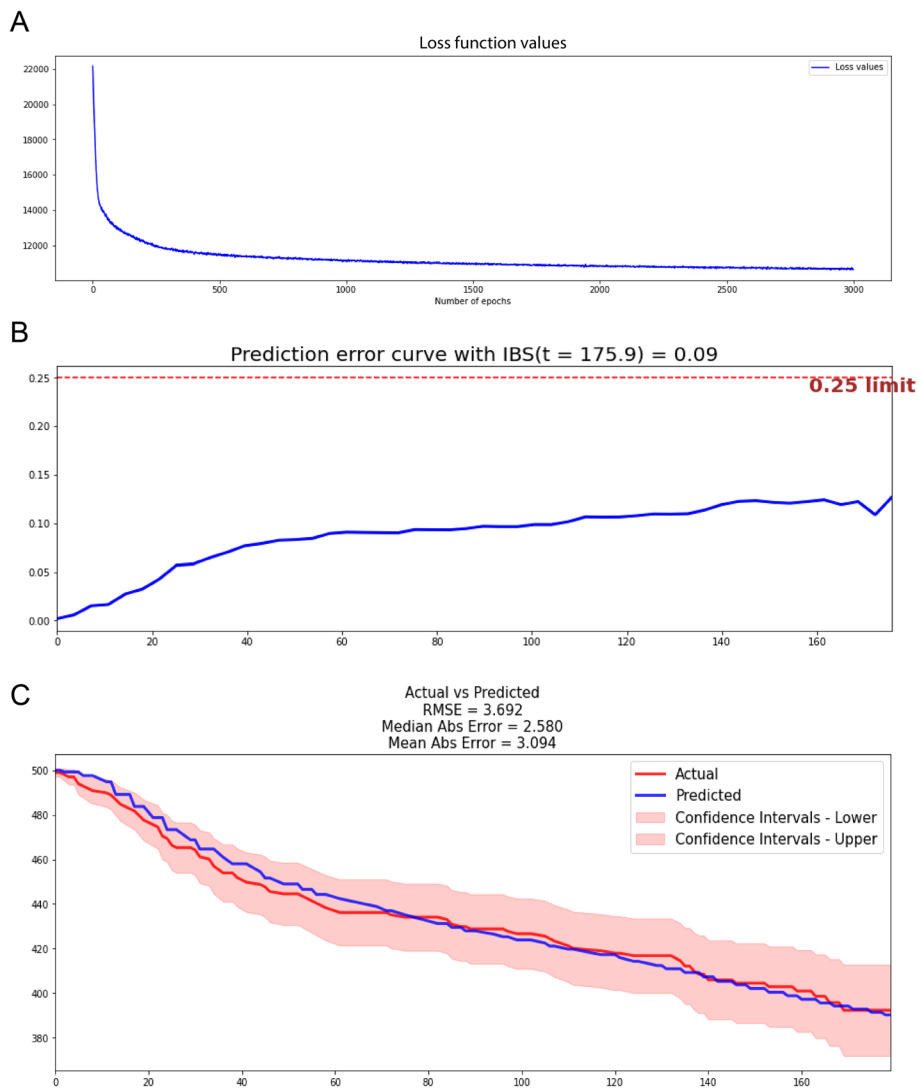 A
Loss function values
Loss values
22000
20000
18000
16000
14000
12000
0 500 1000 1500 2000 2500 3000
Number of epochs
B
Prediction error curve with IBS(t = 175.9) = 0.09
0.25 limit
0.25
0.20
0.15
0.10
0.05
0.00
0 20 40 60 80 100 120 140 160
C
Actual vs Predicted
RMSE = 3.692
Median Abs Error = 2.580
Mean Abs Error = 3.094
Actual
Predicted
Confidence Intervals - Lower
Confidence Intervals - Upper
500
480
460
440
420
400
380
0 20 40 60 80 100 120 140 160